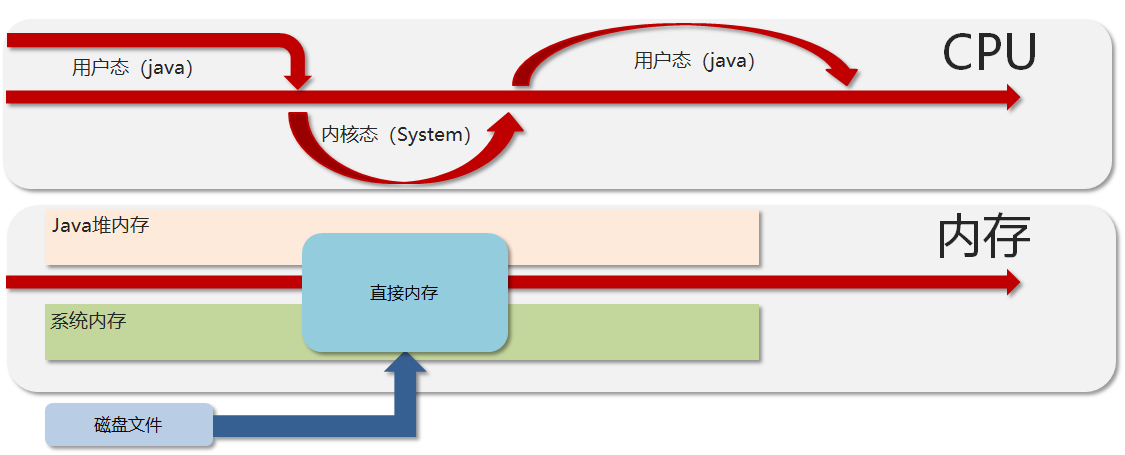 CPU
用户态（java）
用户态（java）
内核态（System）
内存
Java堆内存
直接内存
系统内存
磁盘文件